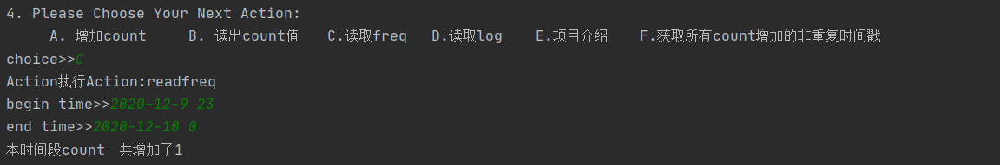 4. Please Choose Your Next Action:
A. 增加count B. 读出count值 C.读取freq D.读取log E.项目介绍 F.获取所有count增加的非重复时间戳
choice>>C
Action执行Action:readfreq
begin time>>2020-12-9 23
end time>>2020-12-10 0
本时间段count一共增加了1